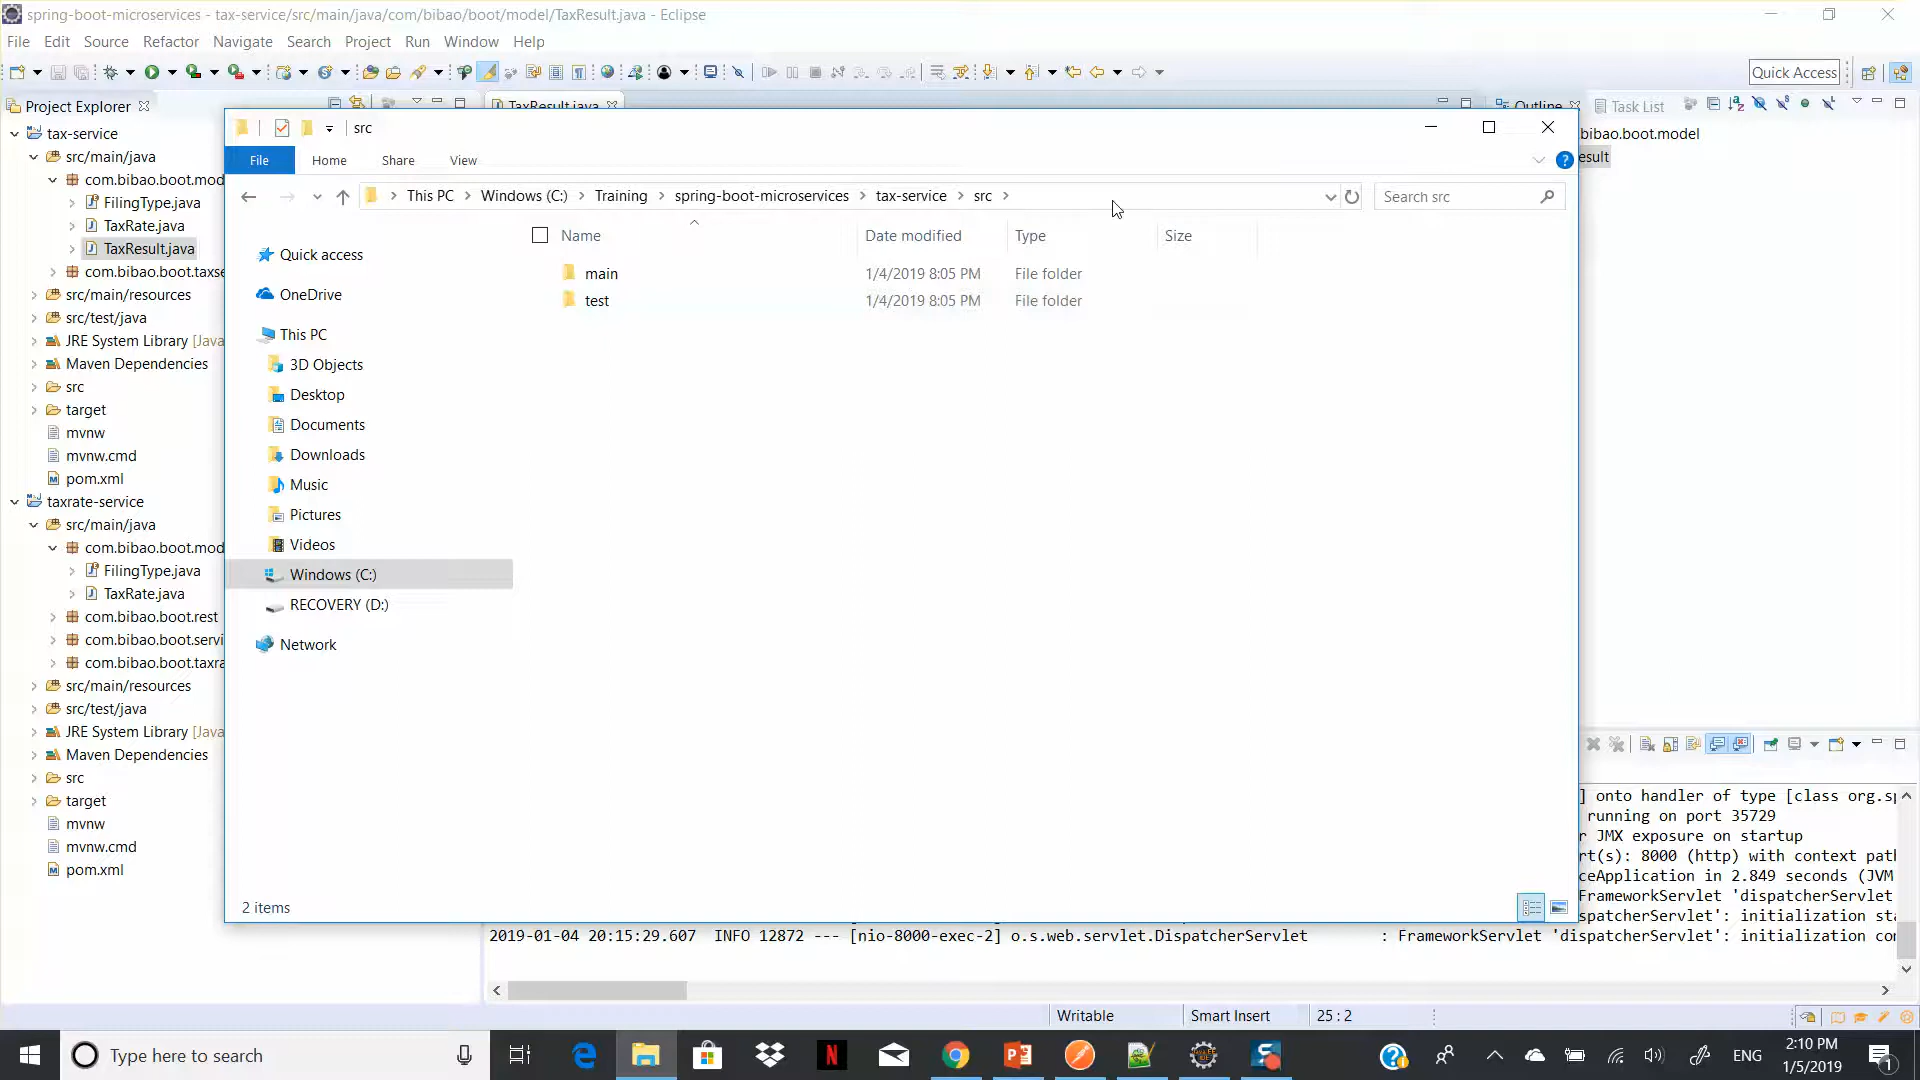 spring-boot-microservices - tax-service/src/main/java/com/bibao/boot/model/TaxResult.java - Eclipse
File Edit Source Refactor Navigate Search Project Run Window Help
Quick Access
Project Explorer
TaxResult.java
Outline
Task List
tax-service
src/main/java
com.bibao.boot.mod
FilingType.java
TaxRate.java
TaxResult.java
com.bibao.boot.taxse
src/main/resources
src/test/java
JRE System Library [Java
Maven Dependencies
src
target
mvnw
mvnw.cmd
pom.xml
taxrate-service
src/main/java
com.bibao.boot.mod
FilingType.java
TaxRate.java
com.bibao.boot.rest
com.bibao.boot.servi
com.bibao.boot.taxra
src/main/resources
src/test/java
JRE System Library [Java
Maven Dependencies
src
target
mvnw
mvnw.cmd
pom.xml
src
File Home Share View
This PC Windows (C:) Training spring-boot-microservices tax-service src
Search src
Name Date modified Type Size
main 1/4/2019 8:05 PM File folder
test 1/4/2019 8:05 PM File folder
Quick access
OneDrive
This PC
3D Objects
Desktop
Documents
Downloads
Music
Pictures
Videos
Windows (C:)
RECOVERY (D:)
Network
2 items
bibao.boot.model
esult
] onto handler of type [class org.sp
running on port 35729
r JMX exposure on startup
rt(s): 8000 (http) with context path
ceApplication in 2.849 seconds (JVM
FrameworkServlet 'dispatcherServlet
spatcherServlet': initialization sta
2019-01-04 20:15:29.607 INFO 12872 --- [nio-8000-exec-2] o.s.web.servlet.DispatcherServlet : FrameworkServlet 'dispatcherServlet': initialization com
Writable Smart Insert 25 : 2
Type here to search
ENG
2:10 PM
1/5/2019
1